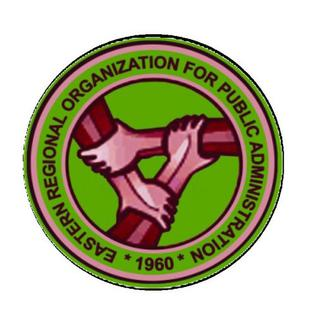 EASTERN REGIONAL ORGANIZATION FOR PUBLIC ADMINISTRATION
* 1960 *